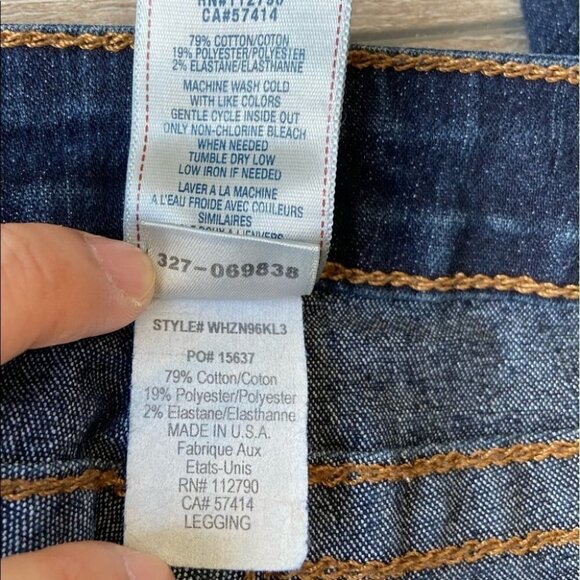 RN#112790
CA#57414
79% COTTON/COTON
19% POLYESTER/POLYESTER
2% ELASTANE/ELASTHANNE
MACHINE WASH COLD
WITH LIKE COLORS
GENTLE CYCLE INSIDE OUT
ONLY NON-CHLORINE BLEACH
WHEN NEEDED
TUMBLE DRY LOW
LOW IRON IF NEEDED
LAVER A LA MACHINE
A L'EAU FROIDE AVEC COULEURS
SIMILAIRES
327-069838
STYLE# WHZN96KL3
PO# 15637
79% Cotton/Coton
19% Polyester/Polyester
2% Elastane/Elasthanne
MADE IN U.S.A.
Fabrique Aux
Etats-Unis
RN# 112790
CA# 57414
LEGGING